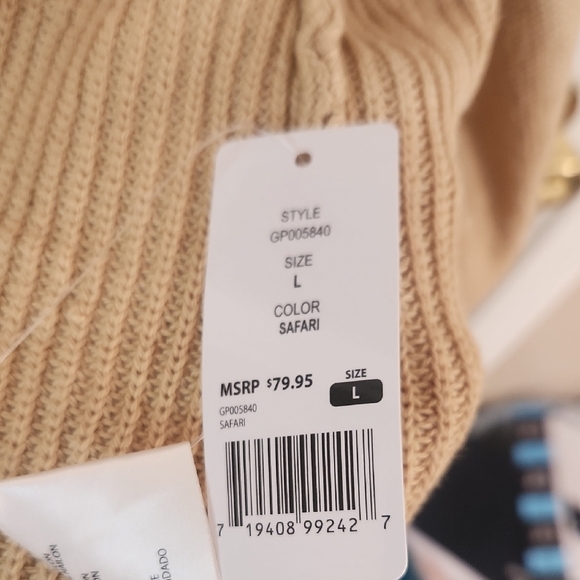 STYLE
GP005840
SIZE
L
COLOR
SAFARI
MSRP $79.95
SIZE
L
GP005840
SAFARI
7 19408 99242 7